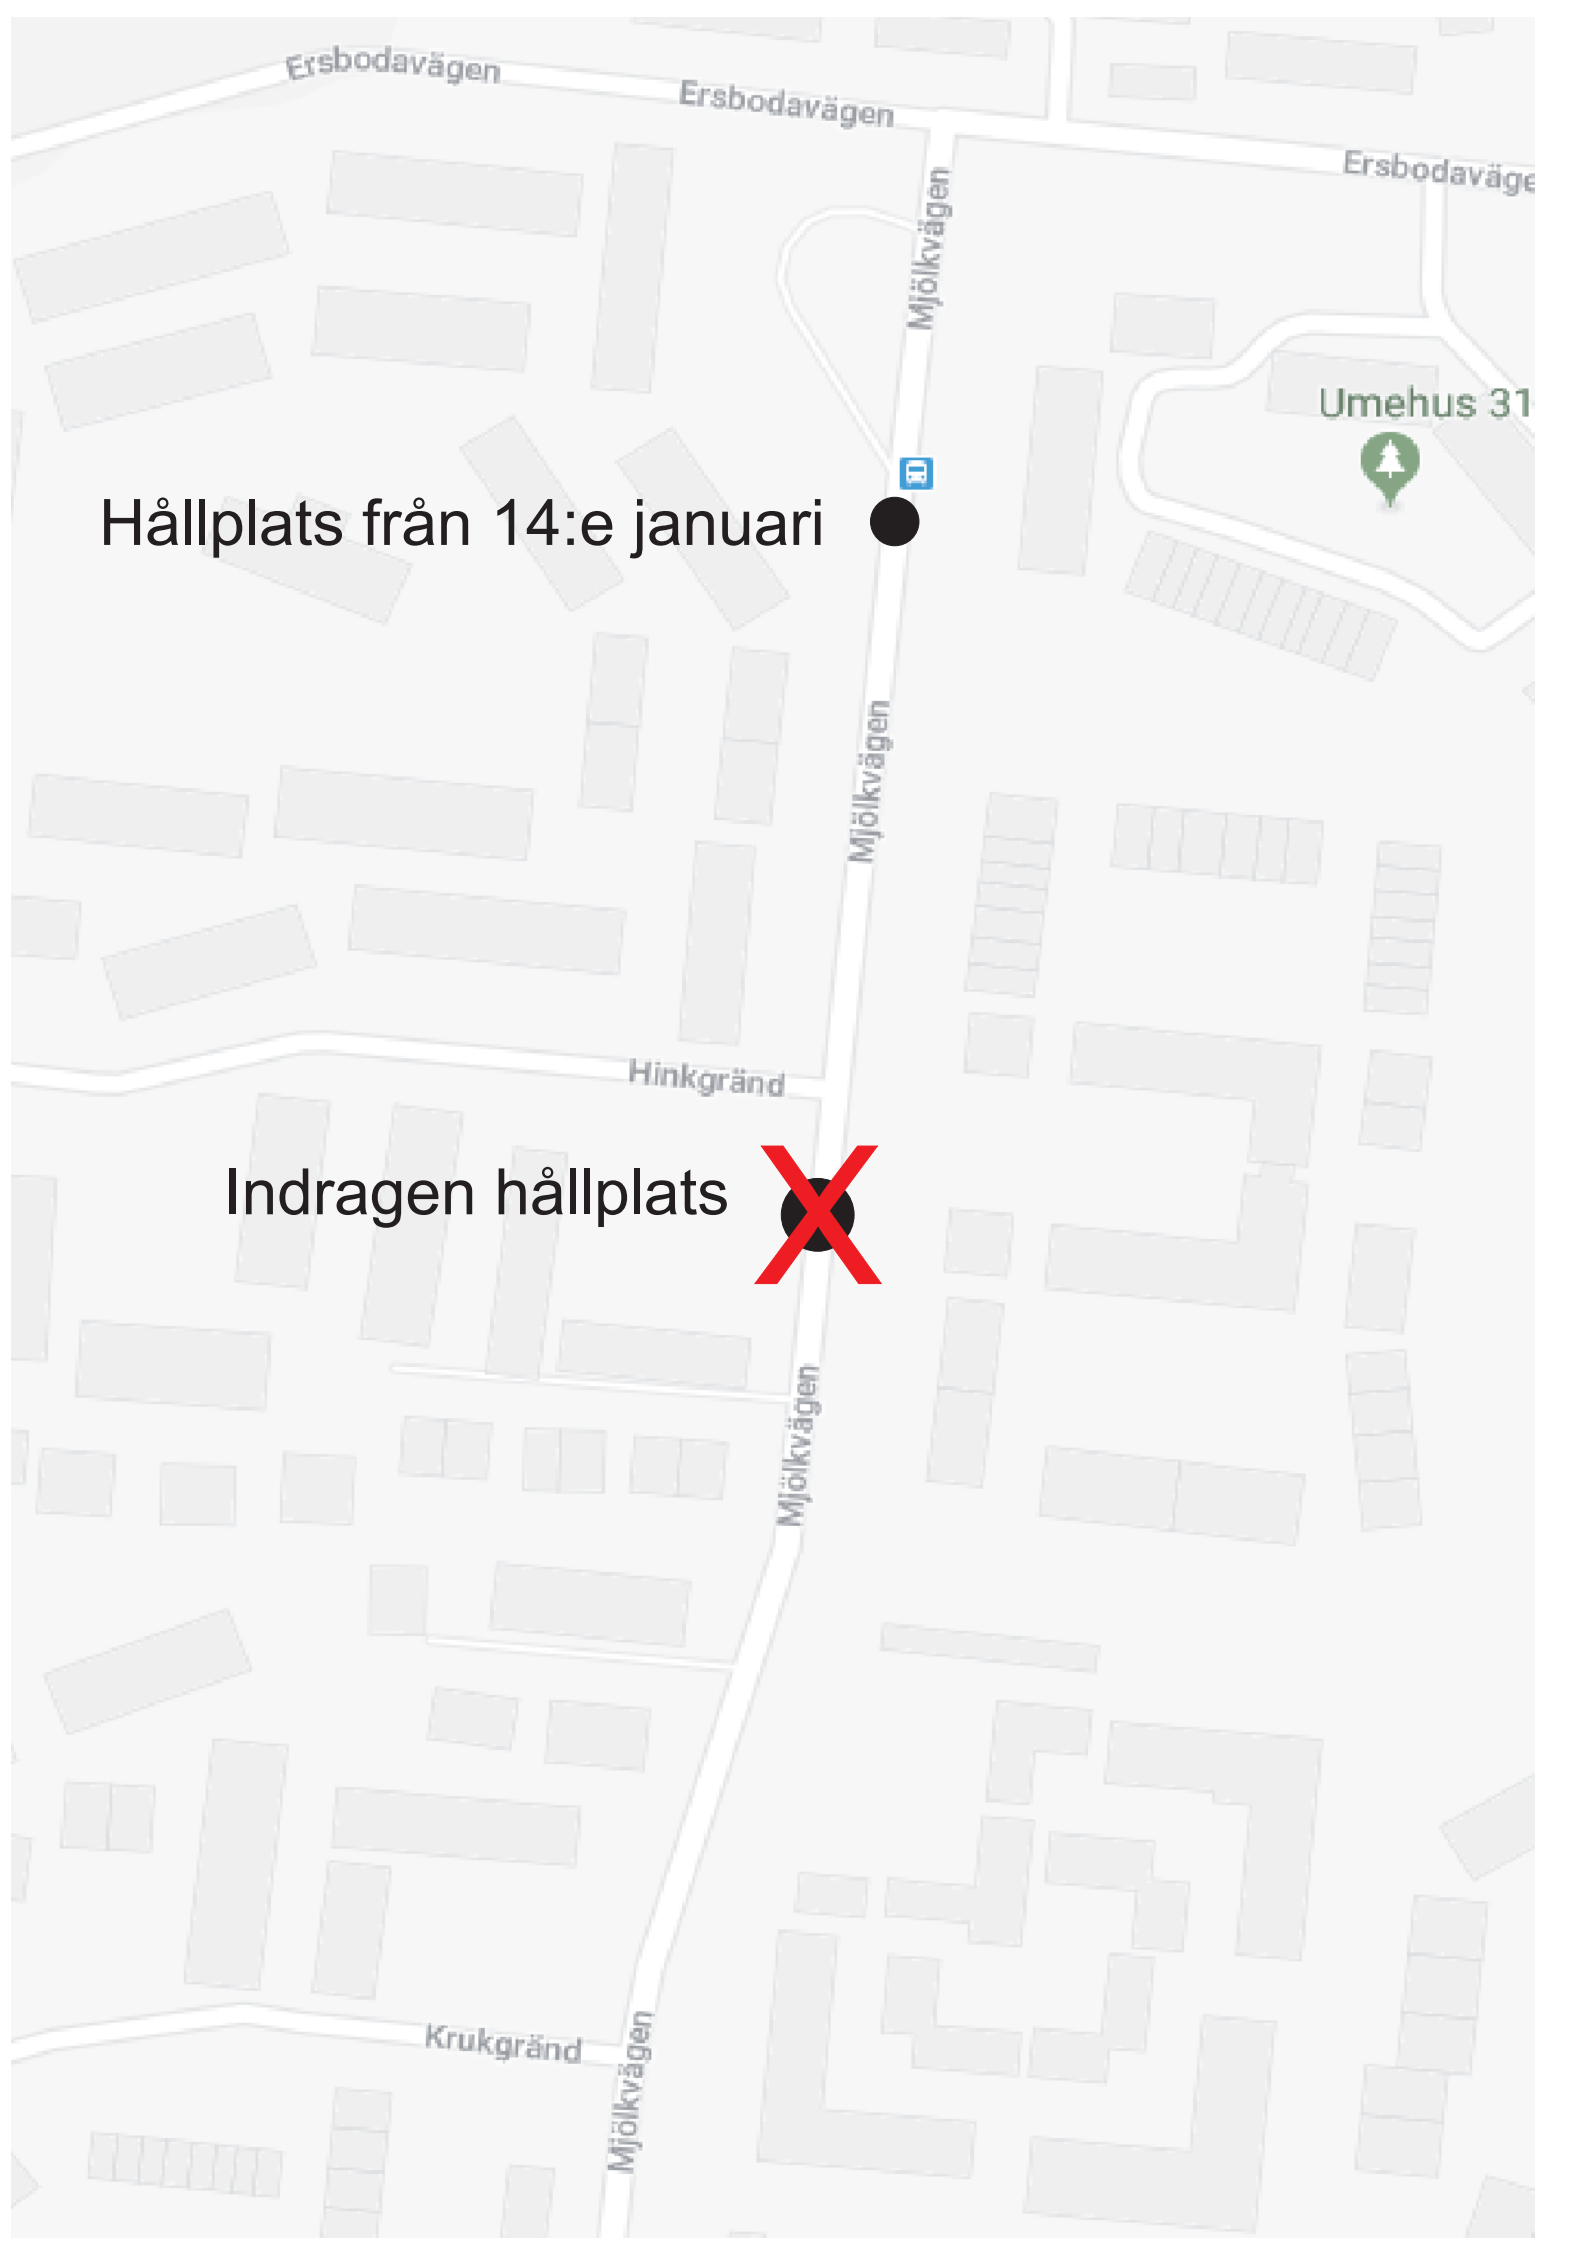 Ersbodavägen
Ersbodavägen
Ersbodaväge
Mjölkvägen
Umehus 31
Hållplats från 14:e januari
Mjölkvägen
Hinkgränd
Indragen hållplats
X
Mjölkvägen
Krukgränd
Mjölkvägen